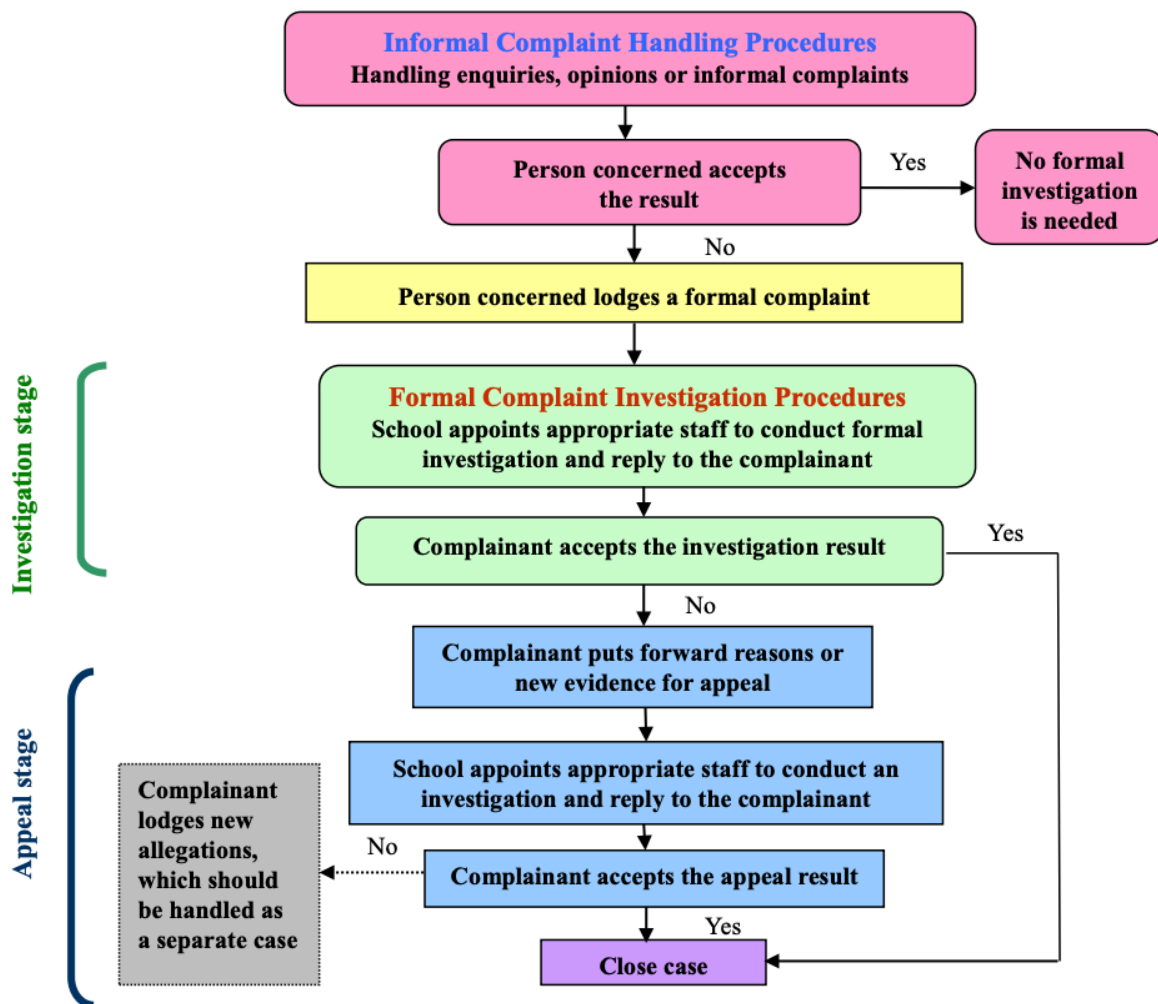 Informal Complaint Handling Procedures
Handling enquiries, opinions or informal complaints
Person concerned accepts
the result
Yes
No formal
investigation
is needed
No
Person concerned lodges a formal complaint
Investigation stage
Formal Complaint Investigation Procedures
School appoints appropriate staff to conduct formal
investigation and reply to the complainant
Complainant accepts the investigation result
Yes
No
Appeal stage
Complainant puts forward reasons or
new evidence for appeal
School appoints appropriate staff to conduct an
investigation and reply to the complainant
Complainant accepts the appeal result
No
Complainant
lodges new
allegations,
which should
be handled as
a separate case
Yes
Close case